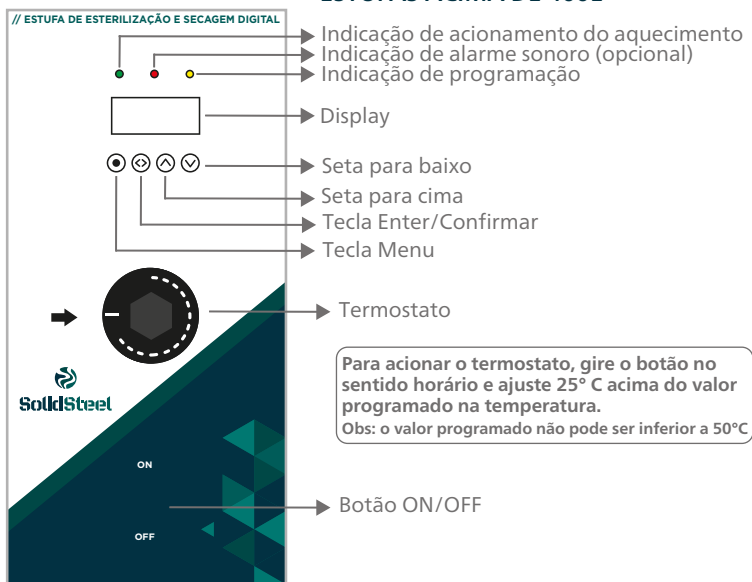 // ESTUFA DE ESTERILIZAÇÃO E SECAGEM DIGITAL
Indicação de acionamento do aquecimento
Indicação de alarme sonoro (opcional)
Indicação de programação
Display
Seta para baixo
Seta para cima
Tecla Enter/Confirmar
Tecla Menu
Termostato
SolidSteel
Para acionar o termostato, gire o botão no
sentido horário e ajuste 25° C acima do valor
programado na temperatura.
Obs: o valor programado não pode ser inferior a 50°C
ON
Botão ON/OFF
OFF